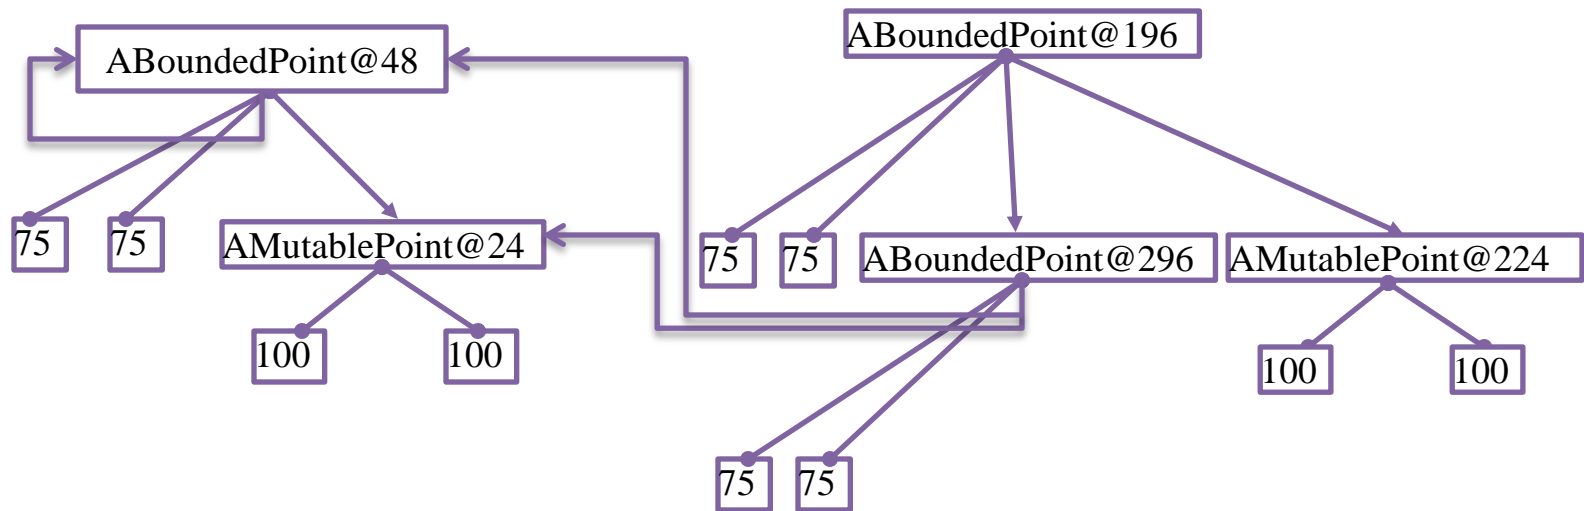 ABoundedPoint@48
ABoundedPoint@196
75
75
AMutablePoint@24
75
75
ABoundedPoint@296
AMutablePoint@224
100
100
100
100
75
75